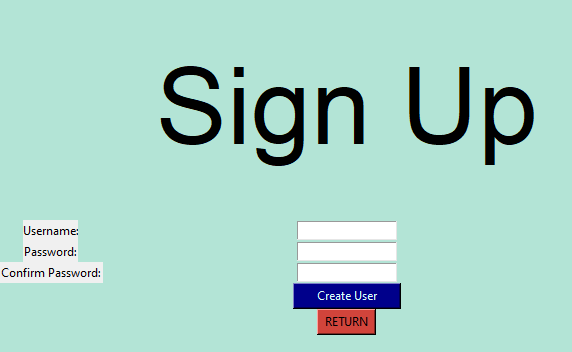 Sign Up
Username:
Password:
Confirm Password:
Create User
RETURN